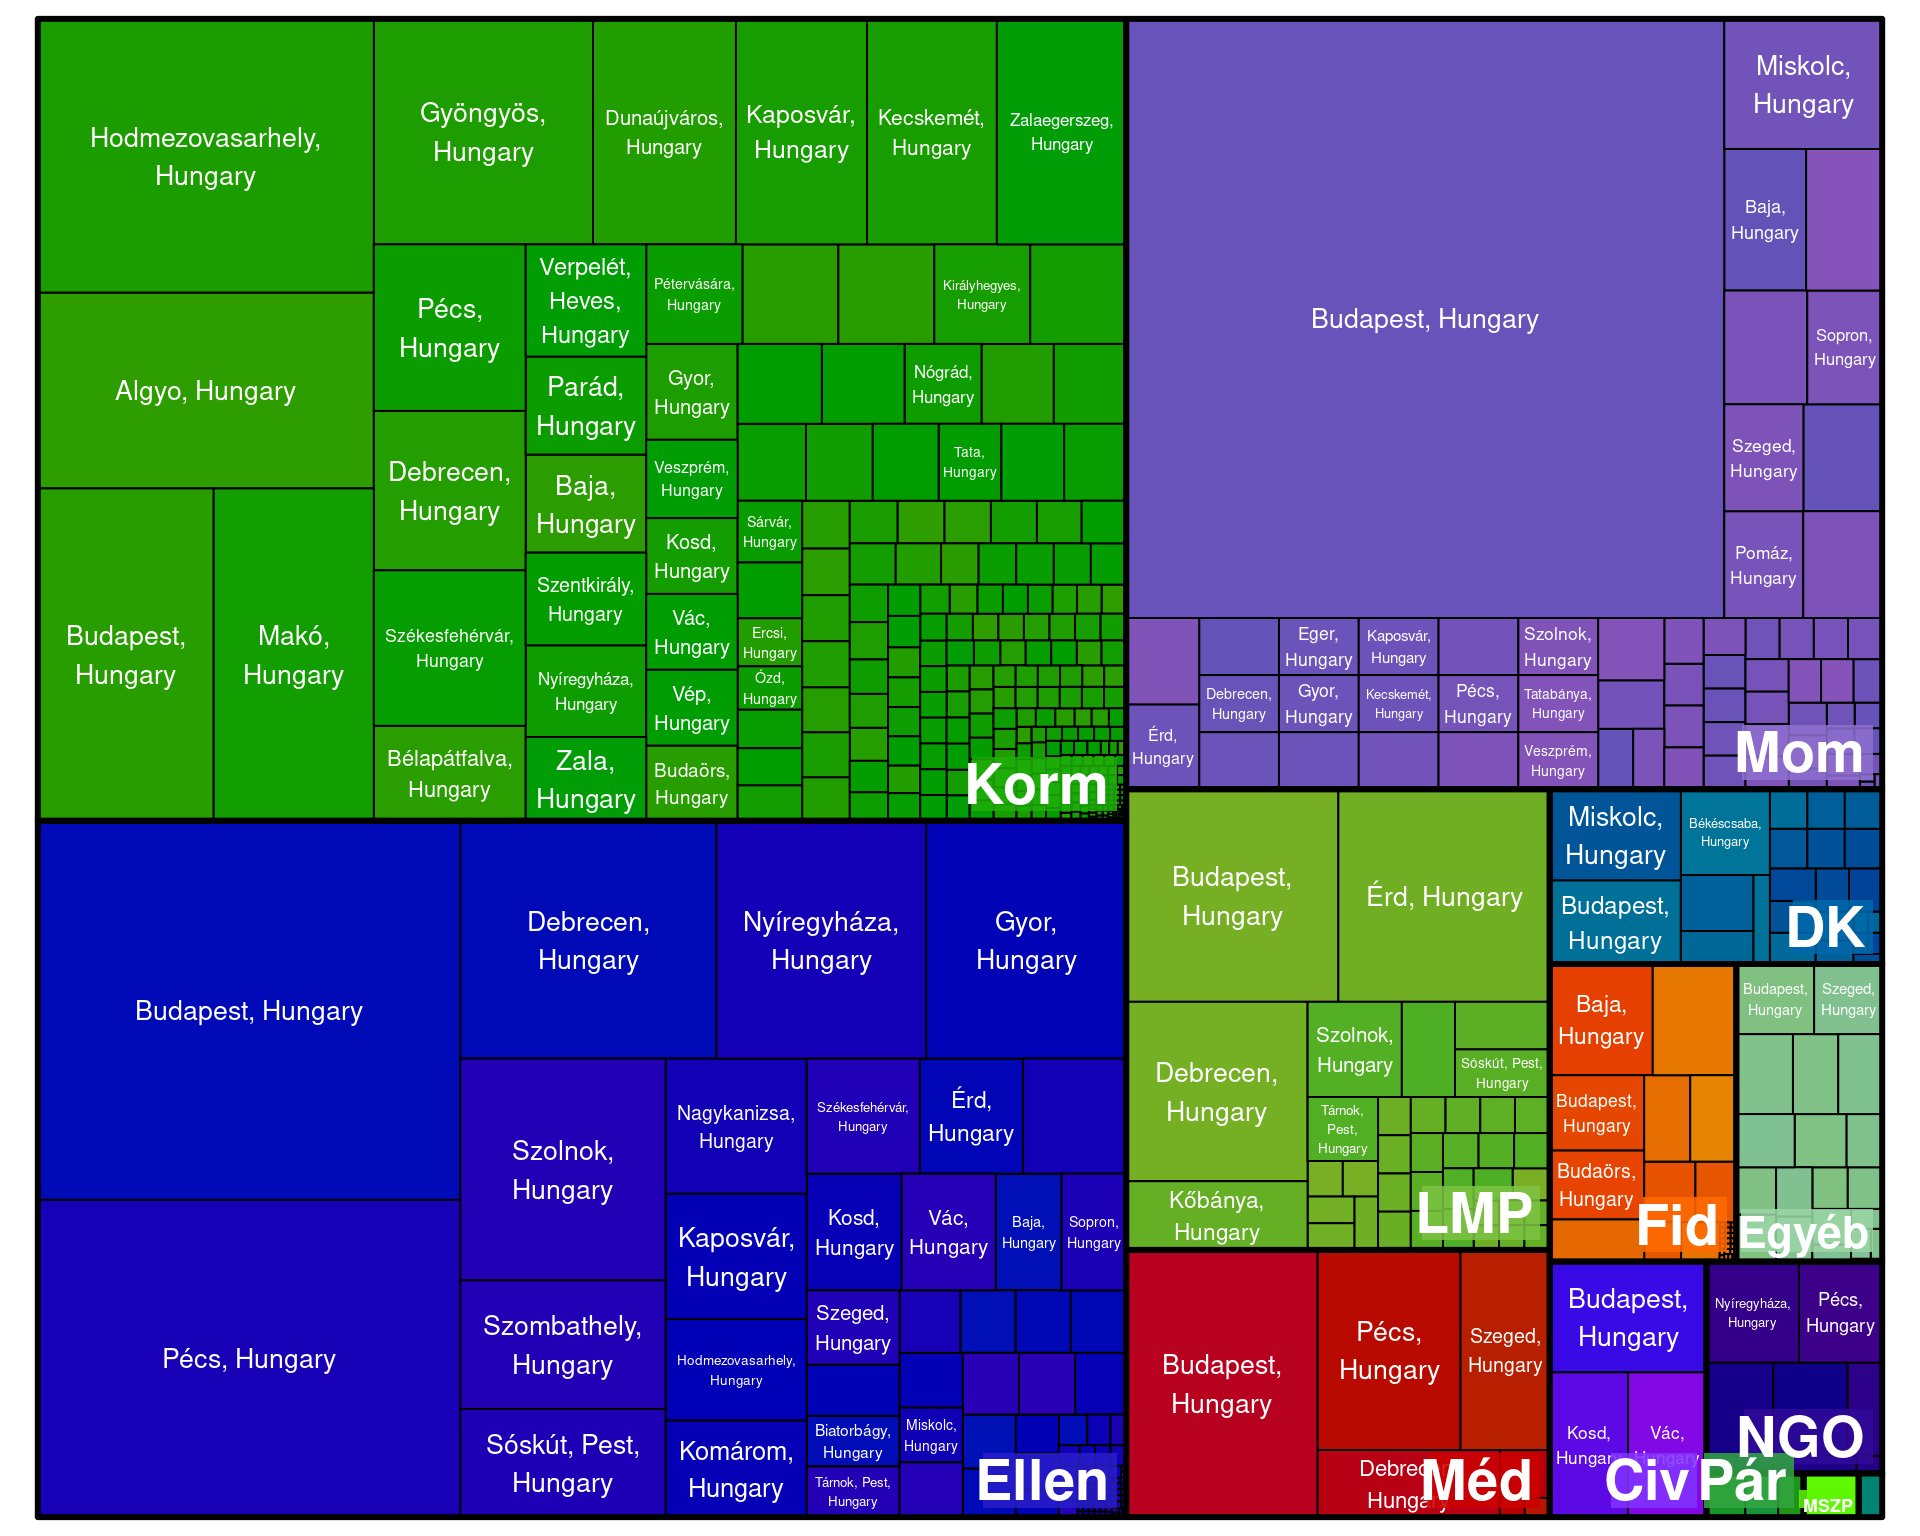 Hodmezovasarhely,
Hungary
Algyo, Hungary
Budapest,
Hungary
Makó,
Hungary
Gyöngyös,
Hungary
Dunaújváros,
Hungary
Kaposvár,
Hungary
Kecskemét,
Hungary
Zalaegerszeg,
Hungary
Pécs,
Hungary
Debrecen,
Hungary
Székesfehérvár,
Hungary
Bélapátfalva,
Hungary
Verpelét,
Heves,
Hungary
Parád,
Hungary
Baja,
Hungary
Szentkirály,
Hungary
Nyíregyháza,
Hungary
Zala,
Hungary
Pétervására,
Hungary
Királyhegyes,
Hungary
Gyor,
Hungary
Nógrád,
Hungary
Veszprém,
Hungary
Tata,
Hungary
Kosd,
Hungary
Sárvár,
Hungary
Vác,
Hungary
Ercsi,
Hungary
Vép,
Hungary
Ózd,
Hungary
Budaörs,
Hungary
Korm
Budapest, Hungary
Miskolc,
Hungary
Baja,
Hungary
Sopron,
Hungary
Szeged,
Hungary
Pomáz,
Hungary
Érd,
Hungary
Debrecen,
Hungary
Eger,
Hungary
Gyor,
Hungary
Kaposvár,
Hungary
Kecskemét,
Hungary
Pécs,
Hungary
Szolnok,
Hungary
Tatabánya,
Hungary
Veszprém,
Hungary
Mom
Budapest, Hungary
Pécs, Hungary
Debrecen,
Hungary
Nyíregyháza,
Hungary
Gyor,
Hungary
Szolnok,
Hungary
Szombathely,
Hungary
Sóskút, Pest,
Hungary
Nagykanizsa,
Hungary
Kaposvár,
Hungary
Hodmezovasarhely,
Hungary
Komárom,
Hungary
Székesfehérvár,
Hungary
Érd,
Hungary
Kosd,
Hungary
Vác,
Hungary
Baja,
Hungary
Sopron,
Hungary
Szeged,
Hungary
Biatorbágy,
Hungary
Tárnok, Pest,
Hungary
Miskolc,
Hungary
Ellen
Budapest,
Hungary
Érd, Hungary
Debrecen,
Hungary
Kőbánya,
Hungary
Szolnok,
Hungary
Sóskút, Pest,
Hungary
Tárnok,
Pest,
Hungary
LMP
Miskolc,
Hungary
Budapest,
Hungary
Békéscsaba,
Hungary
DK
Baja,
Hungary
Budapest,
Hungary
Budaörs,
Hungary
Fid
Budapest,
Hungary
Szeged,
Hungary
Egyéb
Budapest,
Hungary
Pécs,
Hungary
Szeged,
Hungary
Debrecen,
Hungary
Méd
Budapest,
Hungary
Kosd,
Hungary
Vác,
Hungary
Civ
Nyíregyháza,
Hungary
Pécs,
Hungary
NGO
Pár
MSZP